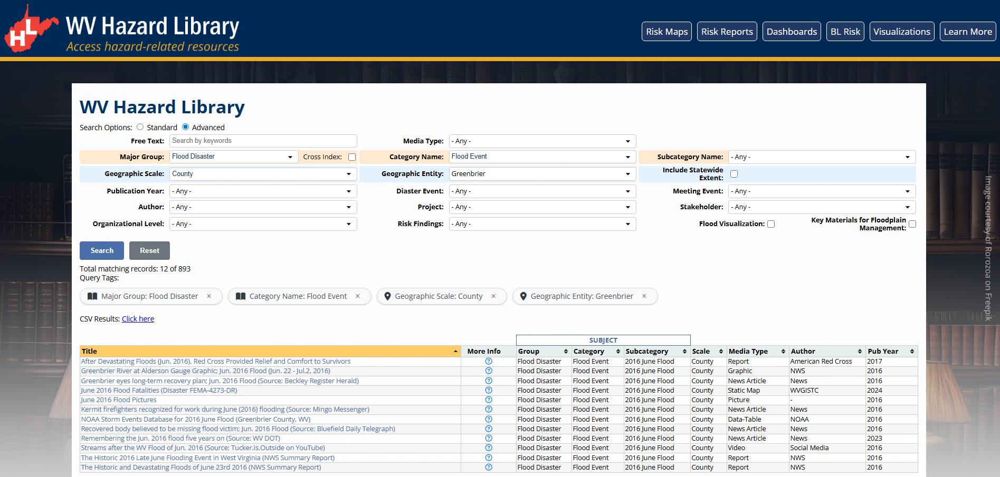 HL
WV Hazard Library
Access hazard-related resources
Risk Maps Risk Reports Dashboards BL Risk Visualizations Learn More
WV Hazard Library
Search Options: Standard Advanced
Free Text: Search by keywords Media Type: - Any -
Major Group: Flood Disaster Cross Index: Category Name: Flood Event Subcategory Name: - Any -
Geographic Scale: County Geographic Entity: Greenbrier Include Statewide Extent:
Publication Year: - Any - Diaster Event: - Any - Meeting Event: - Any -
Author: - Any - Project: - Any - Stakeholder: - Any -
Organizational Level: - Any - Risk Findings: - Any - Flood Visualization: Key Materials for Floodplain Management:
Search Reset
Total matching records: 12 of 893
Query Tags:
Major Group: Flood Disaster × Category Name: Flood Event × Geographic Scale: County × Geographic Entity: Greenbrier ×
CSV Results: Click here
SUBJECT
Title More Info Group Category Subcategory Scale Media Type Author Pub Year
After Devastating Floods (Jun. 2016), Red Cross Provided Relief and Comfort to Survivors ? Flood Disaster Flood Event 2016 June Flood County Report American Red Cross 2017
Greenbrier River at Alderson Gauge Graphic; Jun. 2016 Flood (Jun. 22 - Jul.2, 2016) ? Flood Disaster Flood Event 2016 June Flood County Graphic NWS 2016
Greenbrier eyes long-term recovery plan; Jun. 2016 Flood (Source: Beckley Register Herald) ? Flood Disaster Flood Event 2016 June Flood County News Article News 2016
June 2016 Flood Fatalities (Disaster FEMA-4273-DR) ? Flood Disaster Flood Event 2016 June Flood County Static Map WVGISTC 2024
June 2016 Flood Pictures ? Flood Disaster Flood Event 2016 June Flood County Picture - 2016
Kermit firefighters recognized for work during June (2016) flooding (Source: Mingo Messenger) ? Flood Disaster Flood Event 2016 June Flood County News Article News 2016
NOAA Storm Events Database for 2016 June Flood (Greenbrier County, WV) ? Flood Disaster Flood Event 2016 June Flood County Data-Table NOAA 2016
Recovered body believed to be missing flood victim; Jun. 2016 Flood (Source: Bluefield Daily Telegraph) ? Flood Disaster Flood Event 2016 June Flood County News Article News 2016
Remembering the Jun. 2016 flood five years on (Source: WV DOT) ? Flood Disaster Flood Event 2016 June Flood County News Article News 2023
Streams after the WV Flood of Jun. 2016 (Source: Tucker.is.Outside on YouTube) ? Flood Disaster Flood Event 2016 June Flood County Video Social Media 2016
The Historic 2016 Late June Flooding Event in West Virginia (NWS Summary Report) ? Flood Disaster Flood Event 2016 June Flood County Report NWS 2016
The Historic and Devastating Floods of June 23rd 2016 (NWS Summary Report) ? Flood Disaster Flood Event 2016 June Flood County Report NWS 2016
Image courtesy of Rorozoa on Freepik